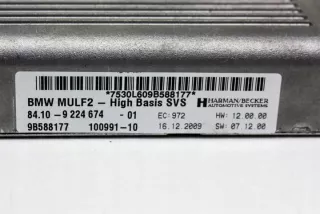 *7530L609B588177*
BMW MULF2 – High Basis SVS HARMAN/BECKER
AUTOMOTIVE SYSTEMS
84.10- 9 224 674 - 01 EC: 972 HW: 12.00.00
9B588177 100991-10 16.12.2009 SW: 07.12.00